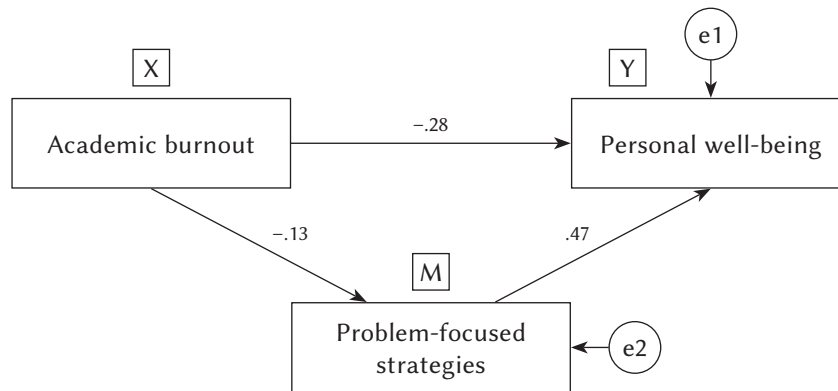 e1
X
Y
Academic burnout
−.28
Personal well-being
−.13
.47
M
Problem-focused
strategies
e2